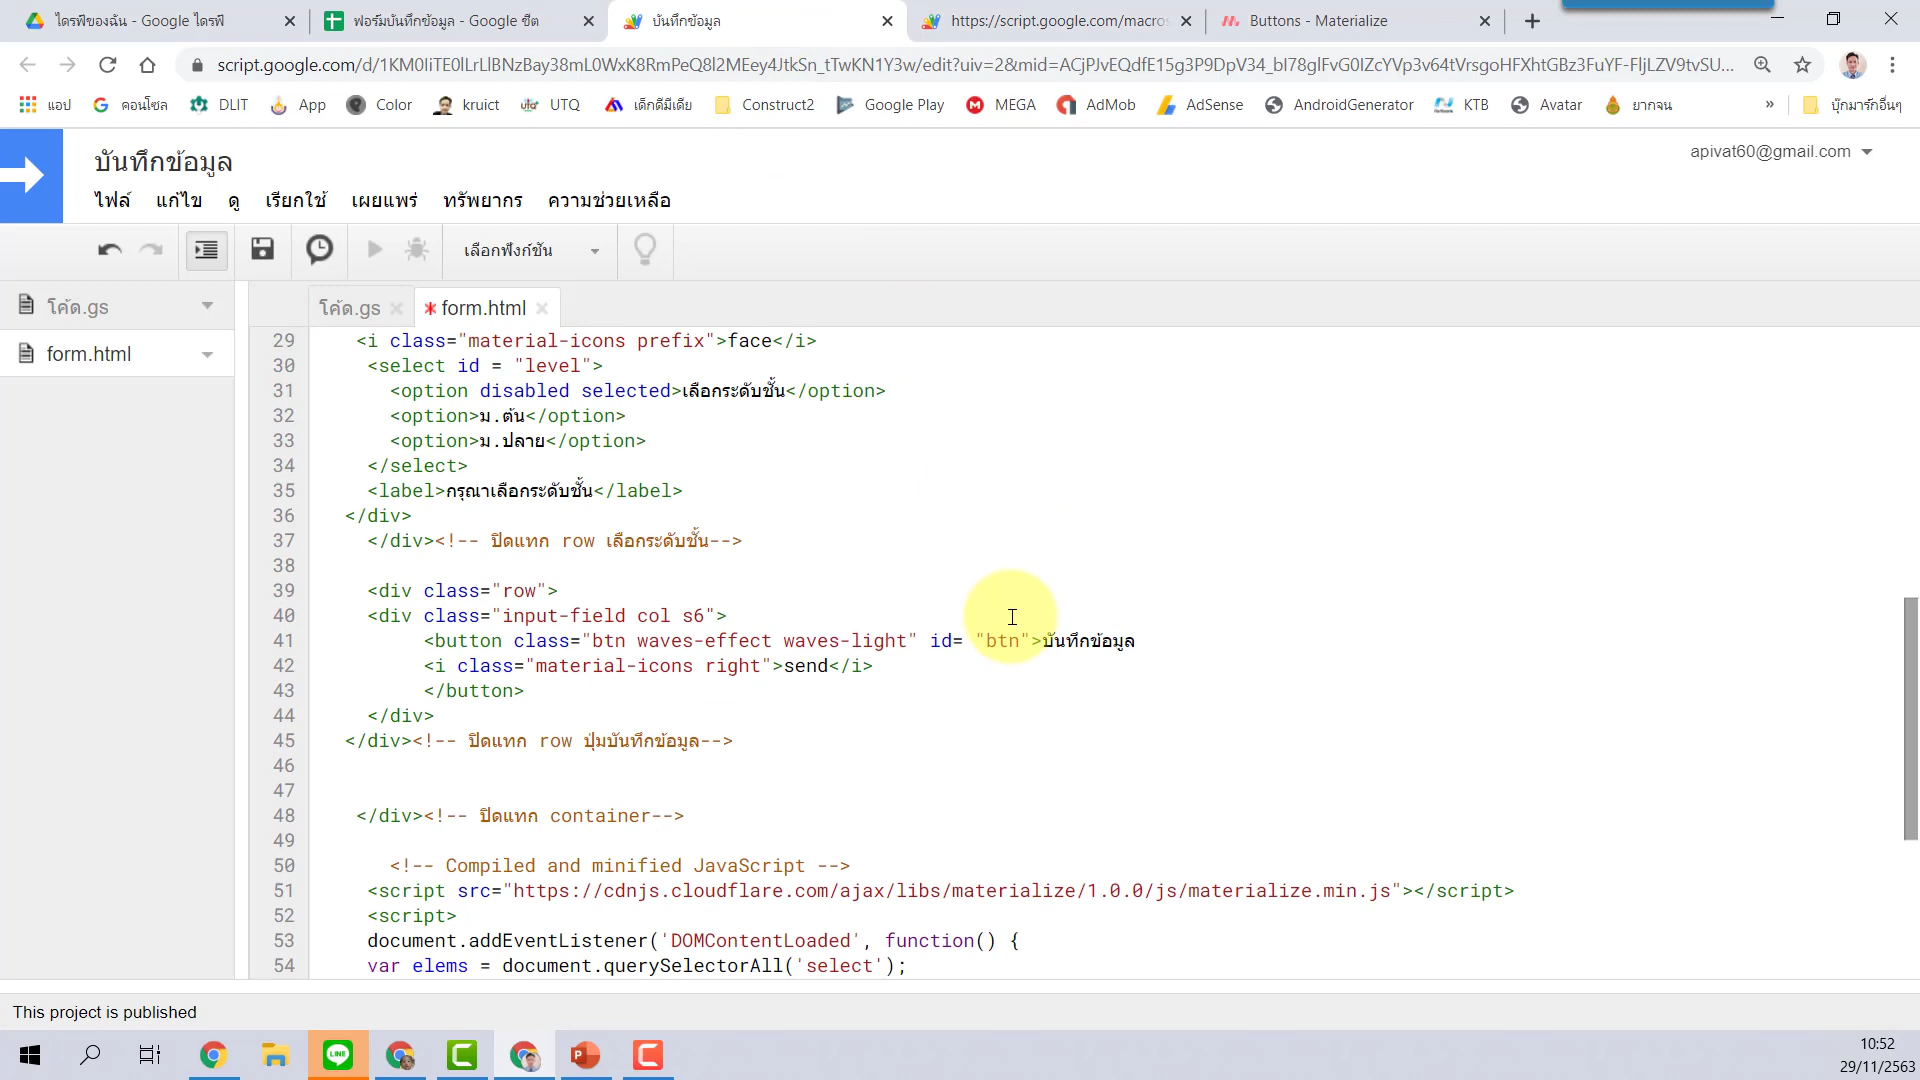 ไดรฟ์ของฉัน - Google ไดรฟ์
ฟอร์มบันทึกข้อมูล - Google ชีต
บันทึกข้อมูล
https://script.google.com/macros
Buttons - Materialize
script.google.com/d/1KM0IiTE0lLrLlBNzBay38mL0WxK8RmPeQ8l2MEey4JtkSn_tTwKN1Y3w/edit?uiv=2&mid=ACjPJvEQdfE15g3P9DpV34_bI78glFvG0IZcYVp3v64tVrsgoHFXhtGBz3FuYF-FljLZV9tvSU...
แอป
คอนโซล
DLIT
App
Color
kruict
UTQ
เด็กดีมีเดีย
Construct2
Google Play
MEGA
AdMob
AdSense
AndroidGenerator
KTB
Avatar
ยากจน
»
บุ๊กมาร์กอื่นๆ
บันทึกข้อมูล
apivat60@gmail.com
ไฟล์ แก้ไข ดู เรียกใช้ เผยแพร่ ทรัพยากร ความช่วยเหลือ
เลือกฟังก์ชัน
โค้ด.gs
form.html
โค้ด.gs
* form.html
29 <i class="material-icons prefix">face</i>
30 <select id = "level">
31 <option disabled selected>เลือกระดับชั้น</option>
32 <option>ม.ต้น</option>
33 <option>ม.ปลาย</option>
34 </select>
35 <label>กรุณาเลือกระดับชั้น</label>
36 </div>
37 </div><!-- ปิดแทก row เลือกระดับชั้น-->
38
39 <div class="row">
40 <div class="input-field col s6">
41 <button class="btn waves-effect waves-light" id= "btn">บันทึกข้อมูล
42 <i class="material-icons right">send</i>
43 </button>
44 </div>
45 </div><!-- ปิดแทก row ปุ่มบันทึกข้อมูล-->
46
47
48 </div><!-- ปิดแทก container-->
49
50 <!-- Compiled and minified JavaScript -->
51 <script src="https://cdnjs.cloudflare.com/ajax/libs/materialize/1.0.0/js/materialize.min.js"></script>
52 <script>
53 document.addEventListener('DOMContentLoaded', function() {
54 var elems = document.querySelectorAll('select');
This project is published
LINE
10:52
29/11/2563